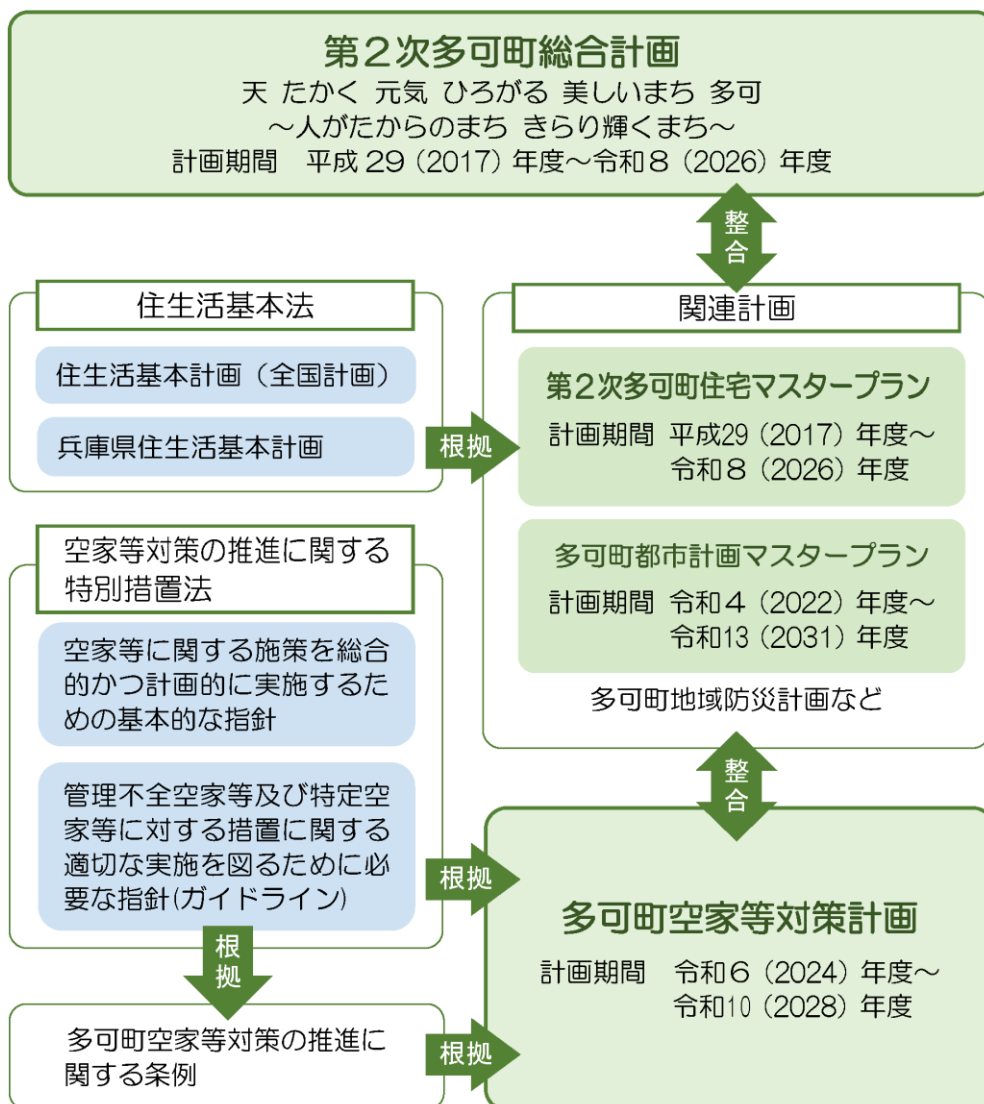 第２次多可町総合計画
天 たかく 元気 ひろがる 美しいまち 多可
～人がたからのまち きらり輝くまち～
計画期間　平成29（2017）年度～令和８（2026）年度
整合
住生活基本法
住生活基本計画（全国計画）
兵庫県住生活基本計画
根拠
関連計画
第２次多可町住宅マスタープラン
計画期間 平成29（2017）年度～
令和８（2026）年度
多可町都市計画マスタープラン
計画期間 令和４（2022）年度～
令和13（2031）年度
多可町地域防災計画など
空家等対策の推進に関する
特別措置法
空家等に関する施策を総合
的かつ計画的に実施するた
めの基本的な指針
管理不全空家等及び特定空
家等に対する措置に関する
適切な実施を図るために必
要な指針(ガイドライン)
根拠
整合
根拠
多可町空家等対策計画
計画期間　令和６（2024）年度～
令和10（2028）年度
多可町空家等対策の推進に
関する条例
根拠